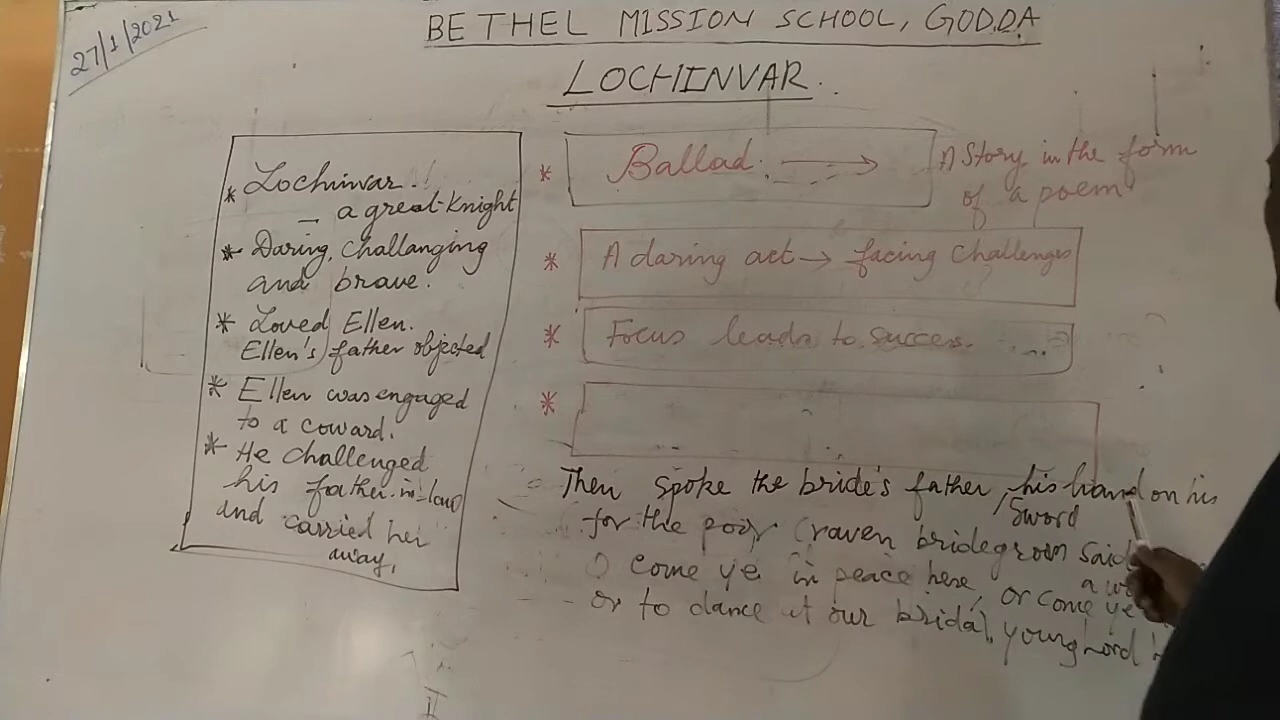 27/1/2021
BETHEL MISSION SCHOOL, GODDA
LOCHINVAR.
* Lochinvar.
— a great knight
* Daring, challanging
and brave.
* Loved Ellen.
Ellen's father objected
* Ellen was engaged
to a coward.
* He challenged
his father-in-law
and carried her
away.
* Ballad. → A Story in the form
of a poem
* A daring act → facing challenges
* Focus leads to success.
*
Then spoke the bride's father, his hand on his
Sword
for the poor craven bridegroom said
a
O come ye in peace here, or come ye
or to dance at our bridal, young Lord
II